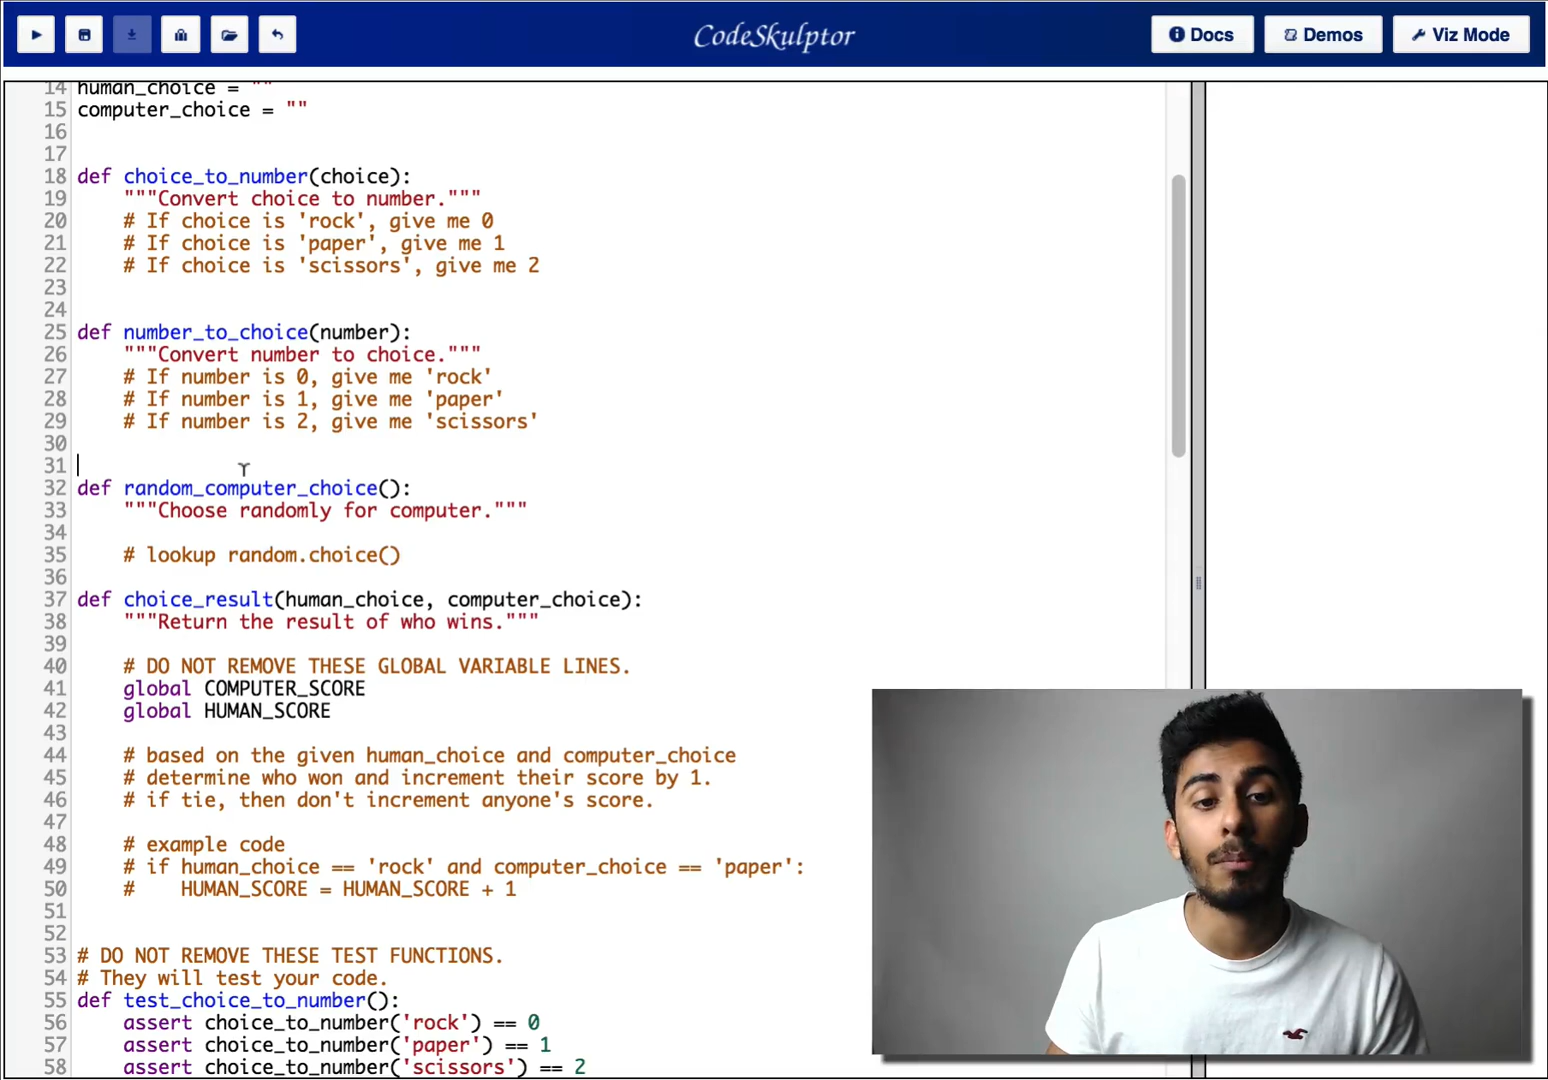 CodeSkulptor
Docs
Demos
Viz Mode
14 human_choice = ""
15 computer_choice = ""
16
17
18 def choice_to_number(choice):
19 """Convert choice to number."""
20 # If choice is 'rock', give me 0
21 # If choice is 'paper', give me 1
22 # If choice is 'scissors', give me 2
23
24
25 def number_to_choice(number):
26 """Convert number to choice."""
27 # If number is 0, give me 'rock'
28 # If number is 1, give me 'paper'
29 # If number is 2, give me 'scissors'
30
31
32 def random_computer_choice():
33 """Choose randomly for computer."""
34
35 # lookup random.choice()
36
37 def choice_result(human_choice, computer_choice):
38 """Return the result of who wins."""
39
40 # DO NOT REMOVE THESE GLOBAL VARIABLE LINES.
41 global COMPUTER_SCORE
42 global HUMAN_SCORE
43
44 # based on the given human_choice and computer_choice
45 # determine who won and increment their score by 1.
46 # if tie, then don't increment anyone's score.
47
48 # example code
49 # if human_choice == 'rock' and computer_choice == 'paper':
50 # HUMAN_SCORE = HUMAN_SCORE + 1
51
52
53 # DO NOT REMOVE THESE TEST FUNCTIONS.
54 # They will test your code.
55 def test_choice_to_number():
56 assert choice_to_number('rock') == 0
57 assert choice_to_number('paper') == 1
58 assert choice_to_number('scissors') == 2